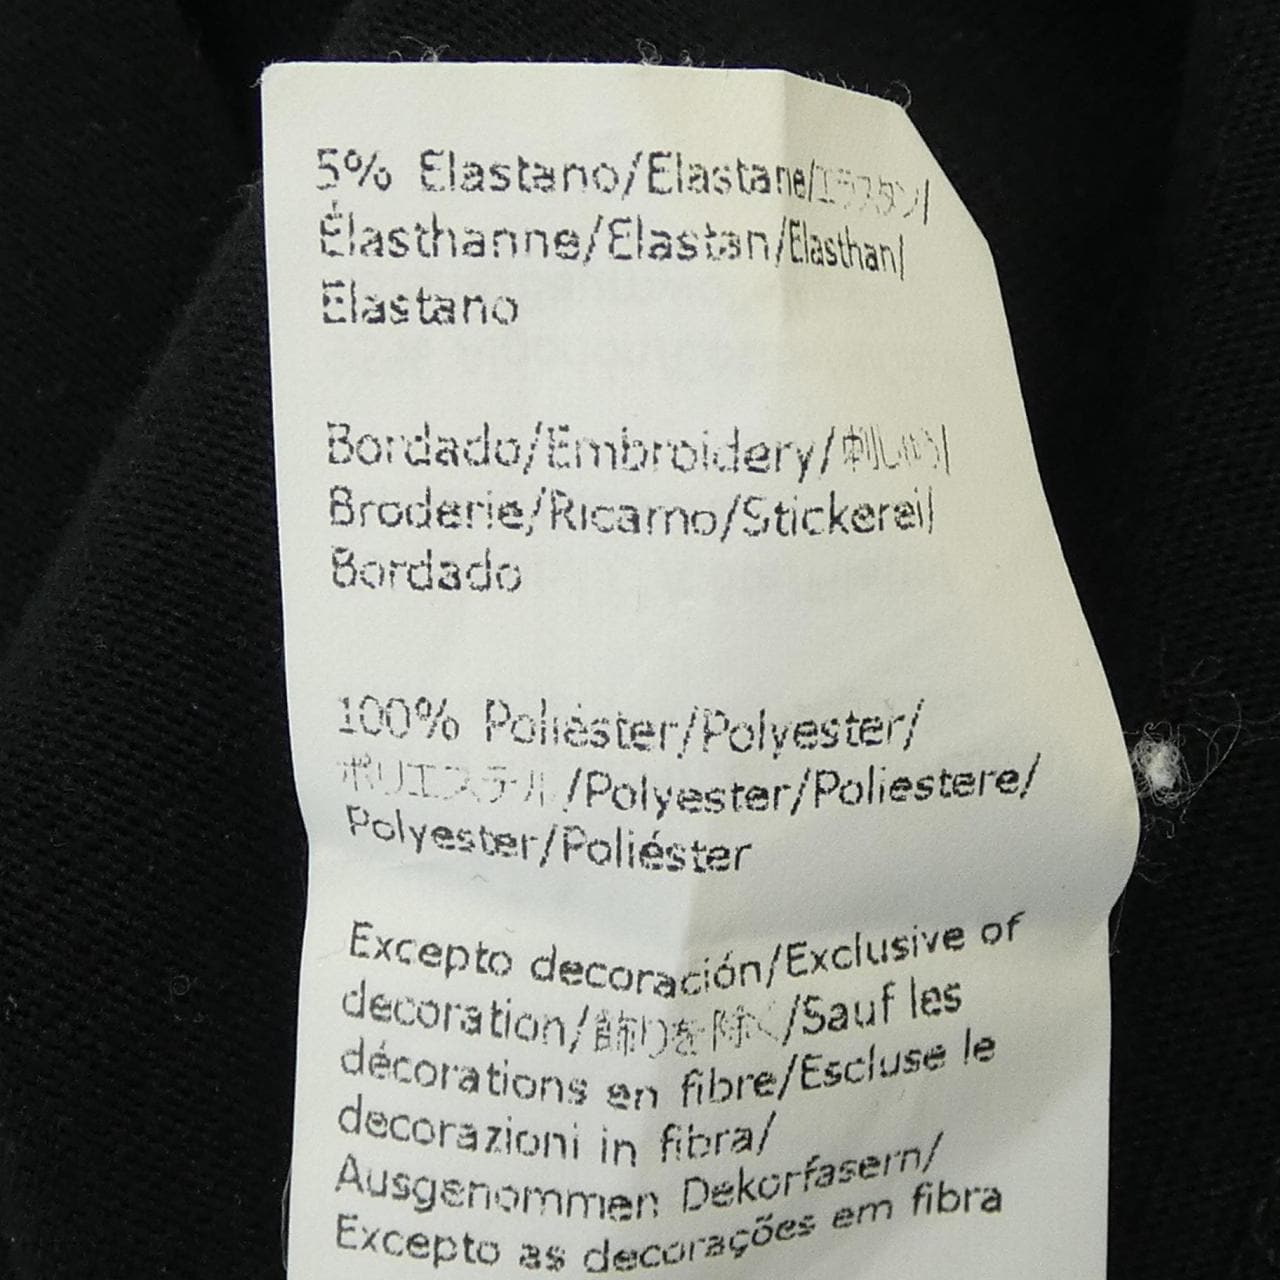 5% Elastano/Elastane/エラスタン/
Élasthanne/Elastan/Elasthan/
Elastano
Bordado/Embroidery/刺しゅう/
Broderie/Ricamo/Stickerei/
Bordado
100% Poliéster/Polyester/
ポリエステル/Polyester/Poliestere/
Polyester/Poliéster
Excepto decoración/Exclusive of
decoration/飾りを除く/Sauf les
décorations en fibre/Escluse le
decorazioni in fibra/
Ausgenommen Dekorfasern/
Excepto as decorações em fibra